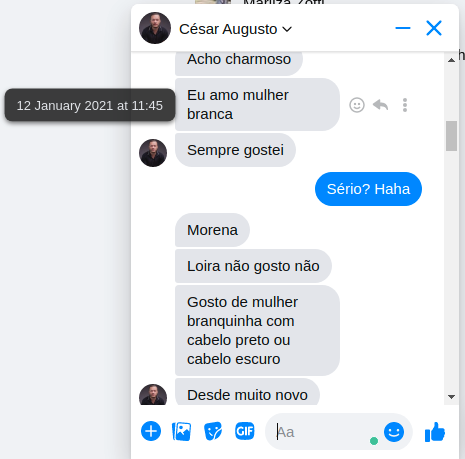 Mariza Zotti
César Augusto
Acho charmoso
12 January 2021 at 11:45
Eu amo mulher
branca
Sempre gostei
Sério? Haha
Morena
Loira não gosto não
Gosto de mulher
branquinha com
cabelo preto ou
cabelo escuro
Desde muito novo
GIF
Aa